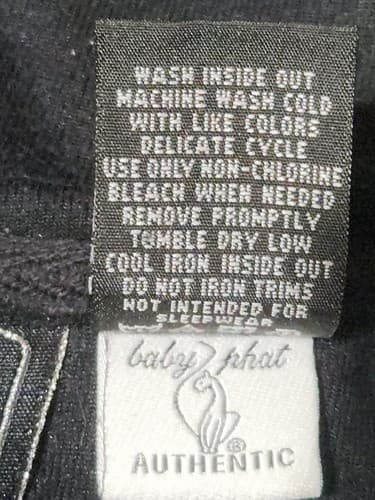 WASH INSIDE OUT
MACHINE WASH COLD
WITH LIKE COLORS
DELICATE CYCLE
USE ONLY NON-CHLORINE
BLEACH WHEN NEEDED
REMOVE PROMPTLY
TUMBLE DRY LOW
COOL IRON INSIDE OUT
DO NOT IRON TRIMS
NOT INTENDED FOR
SLEEPWEAR
baby phat
®
AUTHENTIC